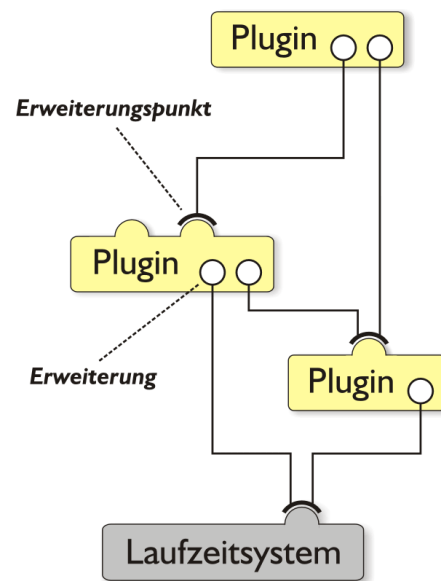 Plugin
Erweiterungspunkt
Plugin
Erweiterung
Plugin
Laufzeitsystem